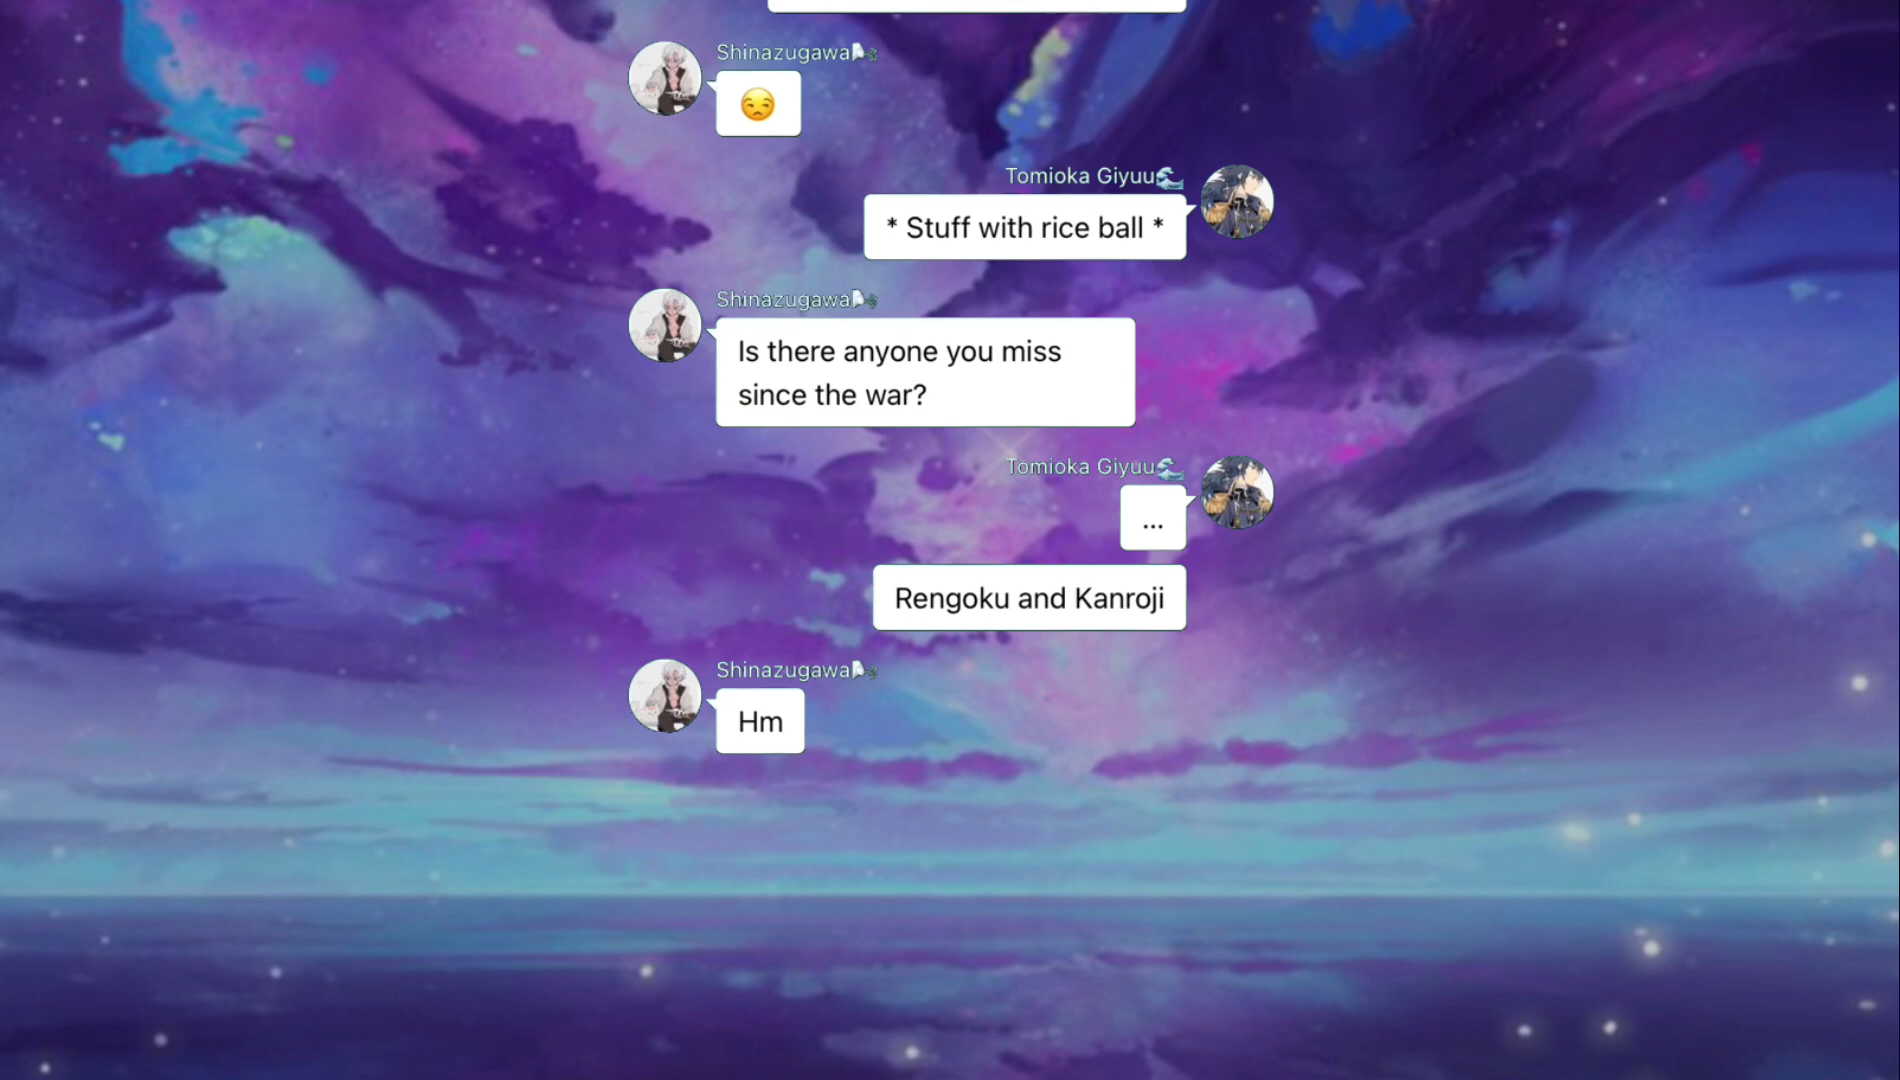 Shinazugawa🌬️
😒
Tomioka Giyuu🌊
* Stuff with rice ball *
Shinazugawa🌬️
Is there anyone you miss
since the war?
Tomioka Giyuu🌊
...
Rengoku and Kanroji
Shinazugawa🌬️
Hm